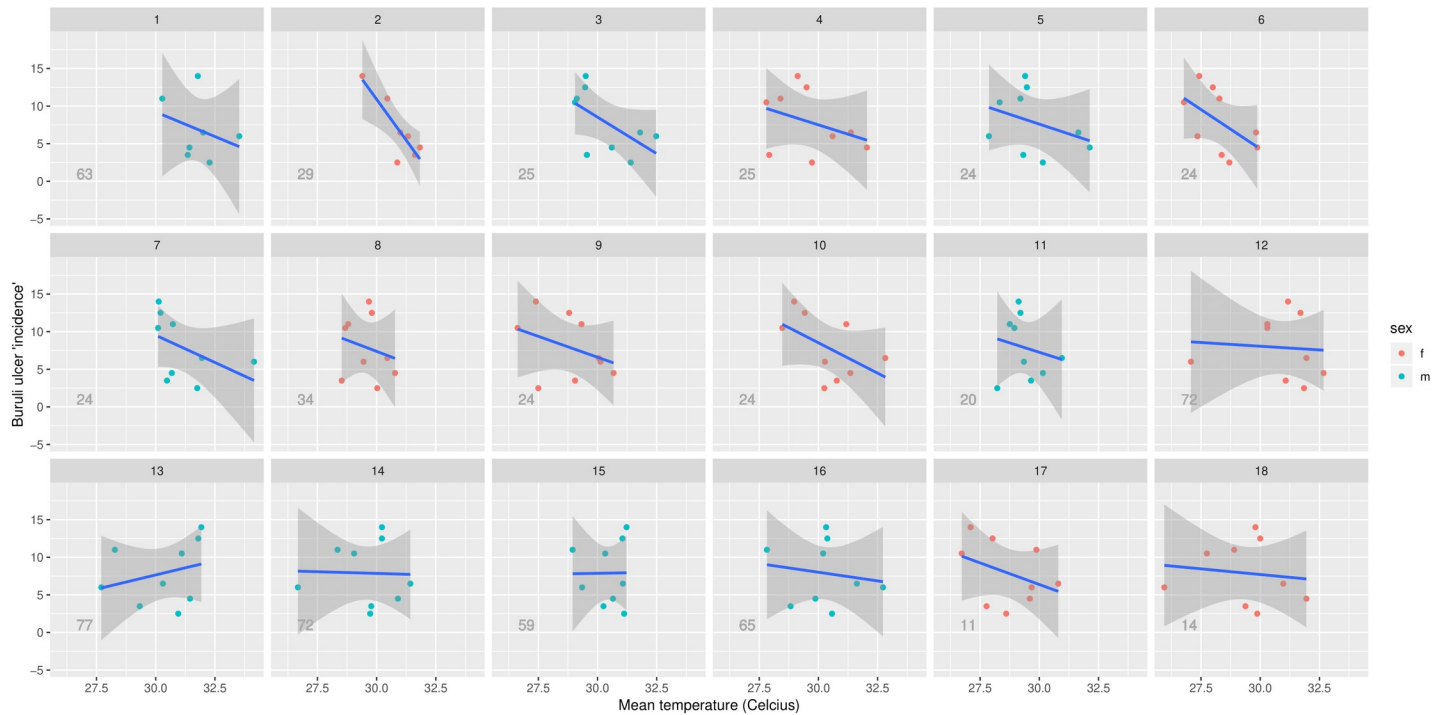 1 2 3 4 5 6
15
10
5
0
−5
63 29 25 25 24 24
7 8 9 10 11 12
15
10
5
0
−5
24 34 24 24 20 72
13 14 15 16 17 18
15
10
5
0
−5
77 72 59 65 11 14
27.5 30.0 32.5 27.5 30.0 32.5 27.5 30.0 32.5 27.5 30.0 32.5 27.5 30.0 32.5 27.5 30.0 32.5
Mean temperature (Celcius)
Buruli ulcer 'incidence'
sex
f
m